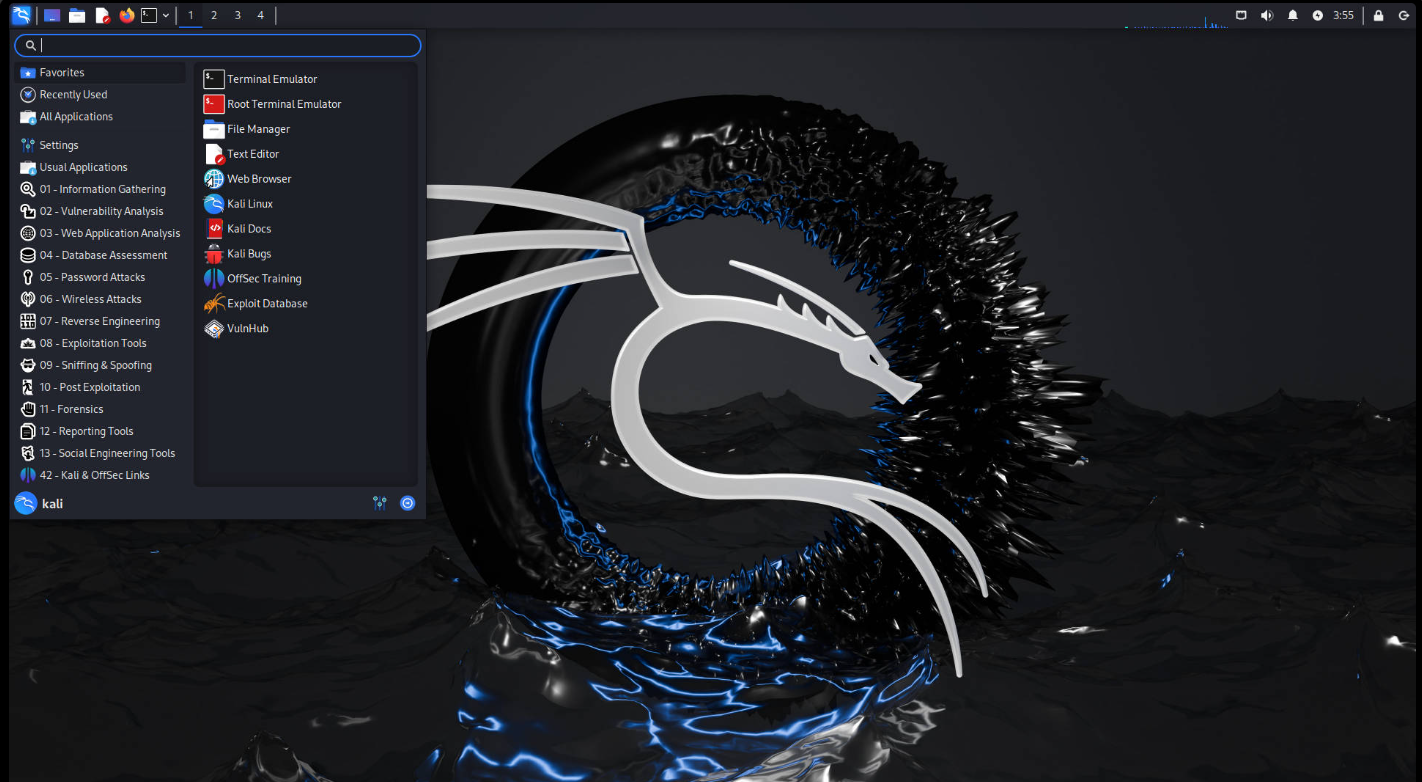 1 2 3 4
3:55
Favorites
Recently Used
All Applications
Settings
Usual Applications
01 - Information Gathering
02 - Vulnerability Analysis
03 - Web Application Analysis
04 - Database Assessment
05 - Password Attacks
06 - Wireless Attacks
07 - Reverse Engineering
08 - Exploitation Tools
09 - Sniffing & Spoofing
10 - Post Exploitation
11 - Forensics
12 - Reporting Tools
13 - Social Engineering Tools
42 - Kali & OffSec Links
Terminal Emulator
Root Terminal Emulator
File Manager
Text Editor
Web Browser
Kali Linux
Kali Docs
Kali Bugs
OffSec Training
Exploit Database
VulnHub
kali